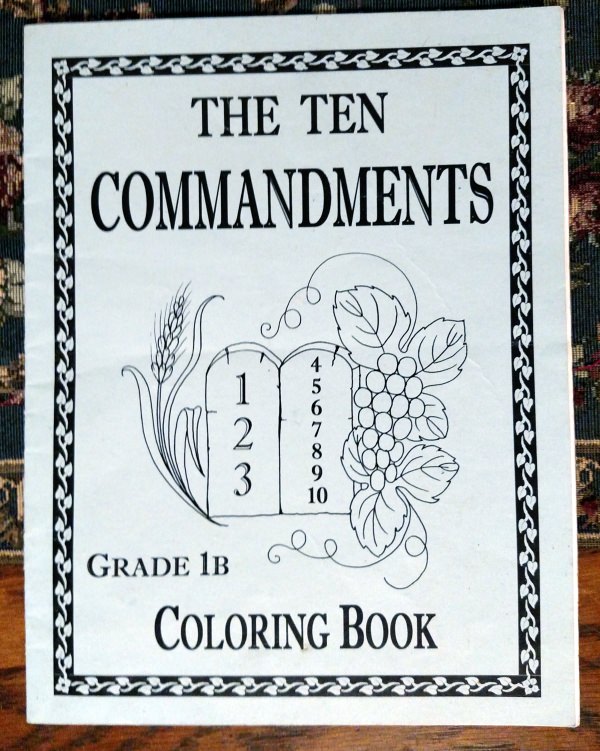 THE TEN
COMMANDMENTS
1
2
3
4
5
6
7
8
9
10
GRADE 1B
COLORING BOOK